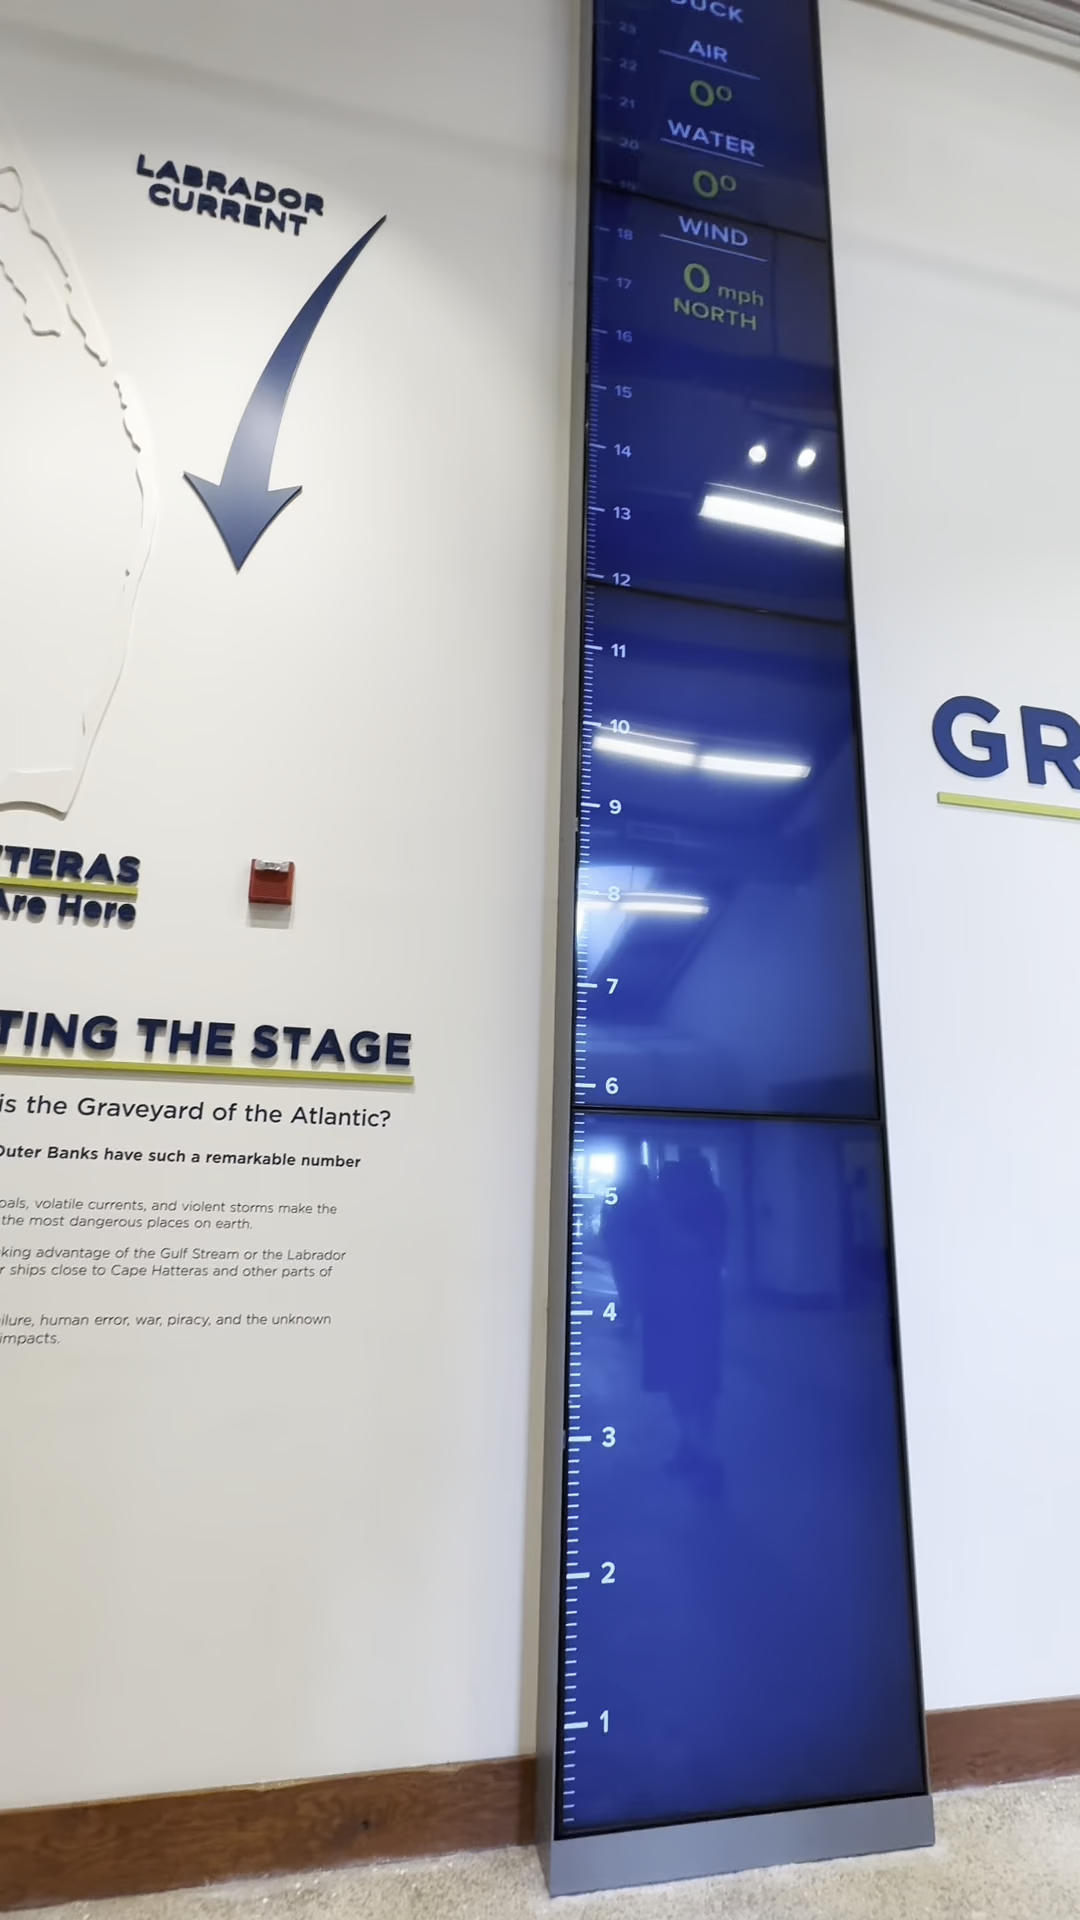 LABRADOR
CURRENT
TTERAS
Are Here
TING THE STAGE
is the Graveyard of the Atlantic?
Outer Banks have such a remarkable number
oals, volatile currents, and violent storms make the
the most dangerous places on earth.
king advantage of the Gulf Stream or the Labrador
r ships close to Cape Hatteras and other parts of
ilure, human error, war, piracy, and the unknown
impacts.
DUCK
23
AIR
22
0°
21
WATER
20
19
0°
18
WIND
17
0 mph
NORTH
16
15
14
13
12
11
10
9
8
7
6
5
4
3
2
1
GR